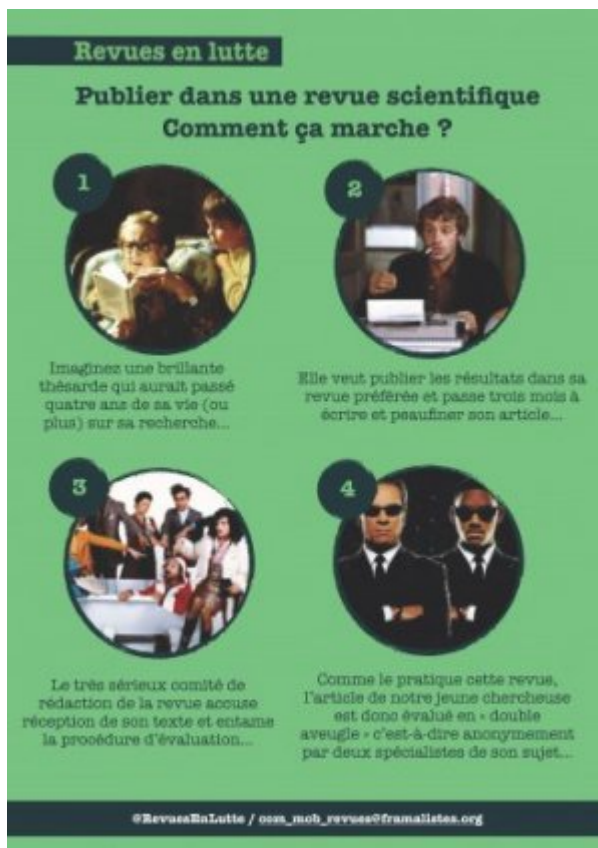 Revues en lutte
Publier dans une revue scientifique
Comment ça marche ?
1
Imaginez une brillante
thésarde qui aurait passé
quatre ans de sa vie (ou
plus) sur sa recherche...
2
Elle veut publier les résultats dans sa
revue préférée et passe trois mois à
écrire et peaufiner son article...
3
Le très sérieux comité de
rédaction de la revue accuse
réception de son texte et entame
la procédure d'évaluation...
4
Comme le pratique cette revue,
l'article de notre jeune chercheuse
est donc évalué en « double
aveugle » c'est-à-dire anonymement
par deux spécialistes de son sujet...
@RevuesEnLutte / com_mob_revues@framalistes.org